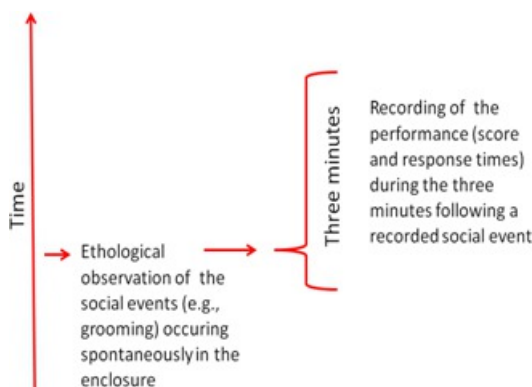 Time
Ethological
observation of the
social events (e.g.,
grooming) occuring
spontaneously in the
enclosure
Three minutes
Recording of the
performance (score
and response times)
during the three
minutes following a
recorded social event